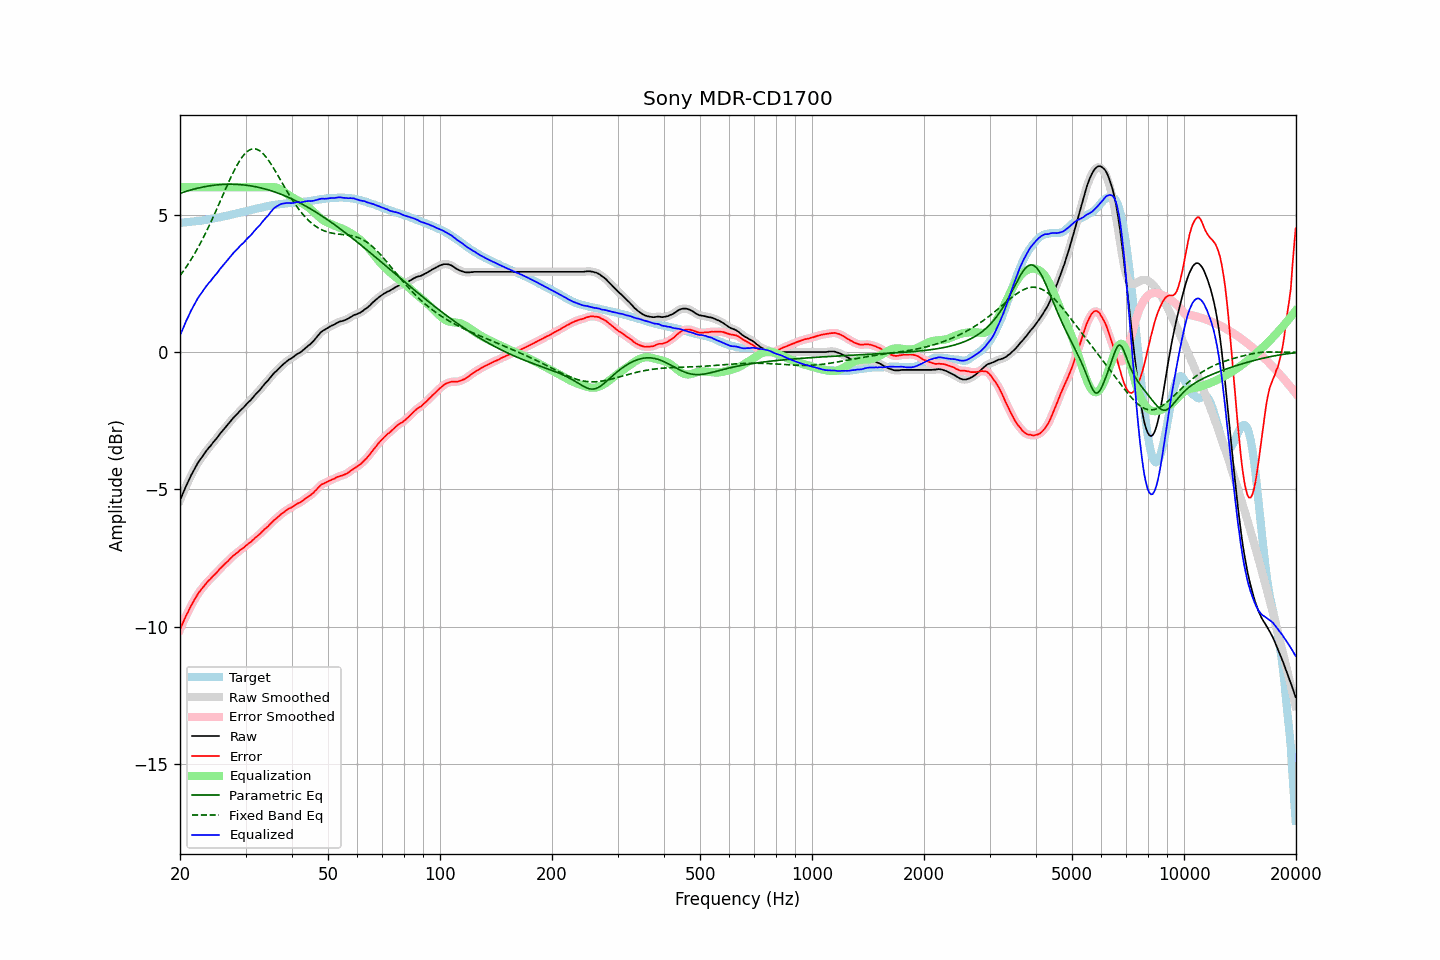 Sony MDR-CD1700
Amplitude (dBr)
5
0
−5
−10
−15
Target
Raw Smoothed
Error Smoothed
Raw
Error
Equalization
Parametric Eq
Fixed Band Eq
Equalized
20 50 100 200 500 1000 2000 5000 10000 20000
Frequency (Hz)